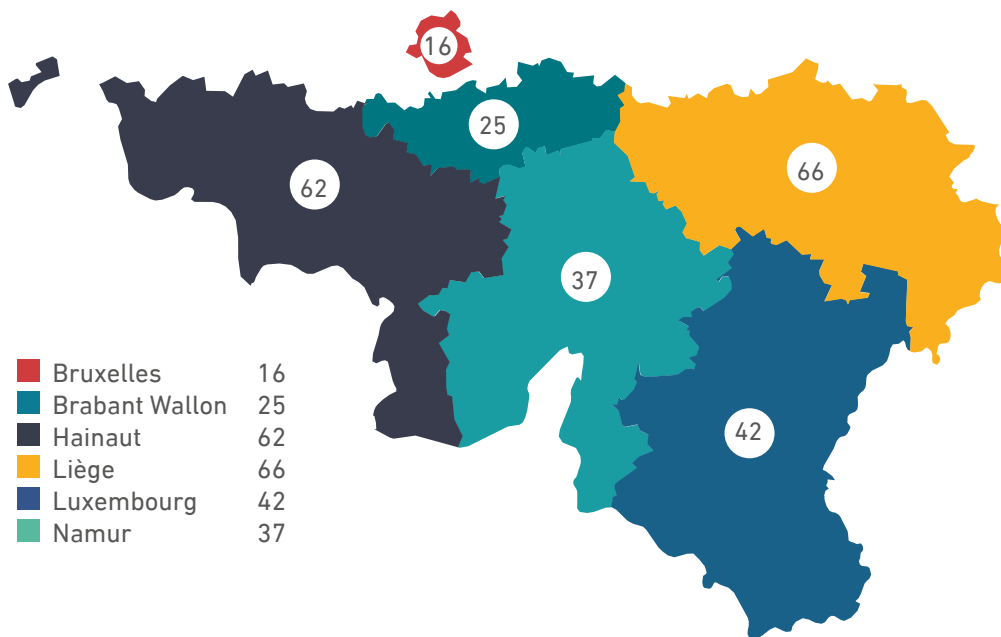 16
25
62
66
37
42
Bruxelles 16
Brabant Wallon 25
Hainaut 62
Liège 66
Luxembourg 42
Namur 37